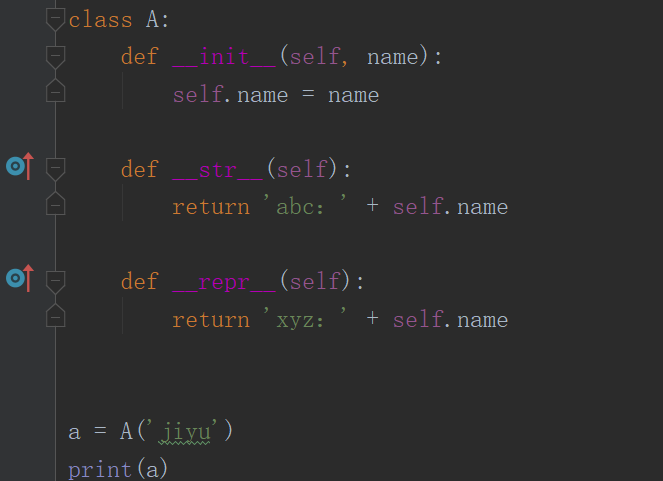 class A:
    def __init__(self, name):
        self.name = name
    def __str__(self):
        return 'abc: ' + self.name
    def __repr__(self):
        return 'xyz: ' + self.name
a = A('jiyu')
print(a)